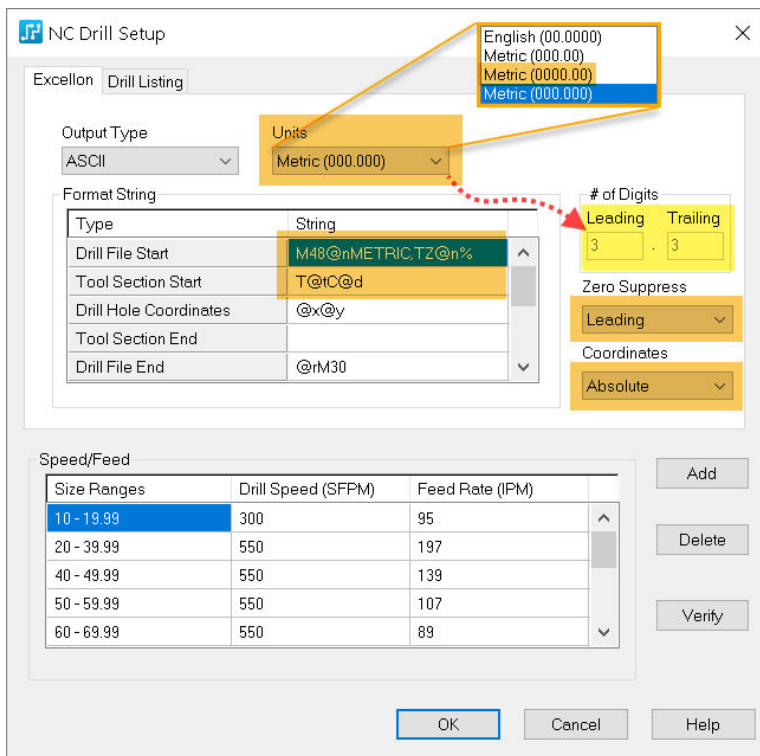 NC Drill Setup
English (00.0000)
Metric (000.00)
Metric (0000.00)
Metric (000.000)
Excellon
Drill Listing
Output Type
Units
ASCII
Metric (000.000)
Format String
# of Digits
Type
String
Leading
Trailing
Drill File Start
M48@nMETRIC,TZ@n%
3
.
3
Tool Section Start
T@tC@d
Zero Suppress
Drill Hole Coordinates
@x@y
Leading
Tool Section End
Coordinates
Drill File End
@rM30
Absolute
Speed/Feed
Size Ranges
Drill Speed (SFPM)
Feed Rate (IPM)
Add
10 - 19.99
300
95
20 - 39.99
550
197
Delete
40 - 49.99
550
139
50 - 59.99
550
107
Verify
60 - 69.99
550
89
OK
Cancel
Help